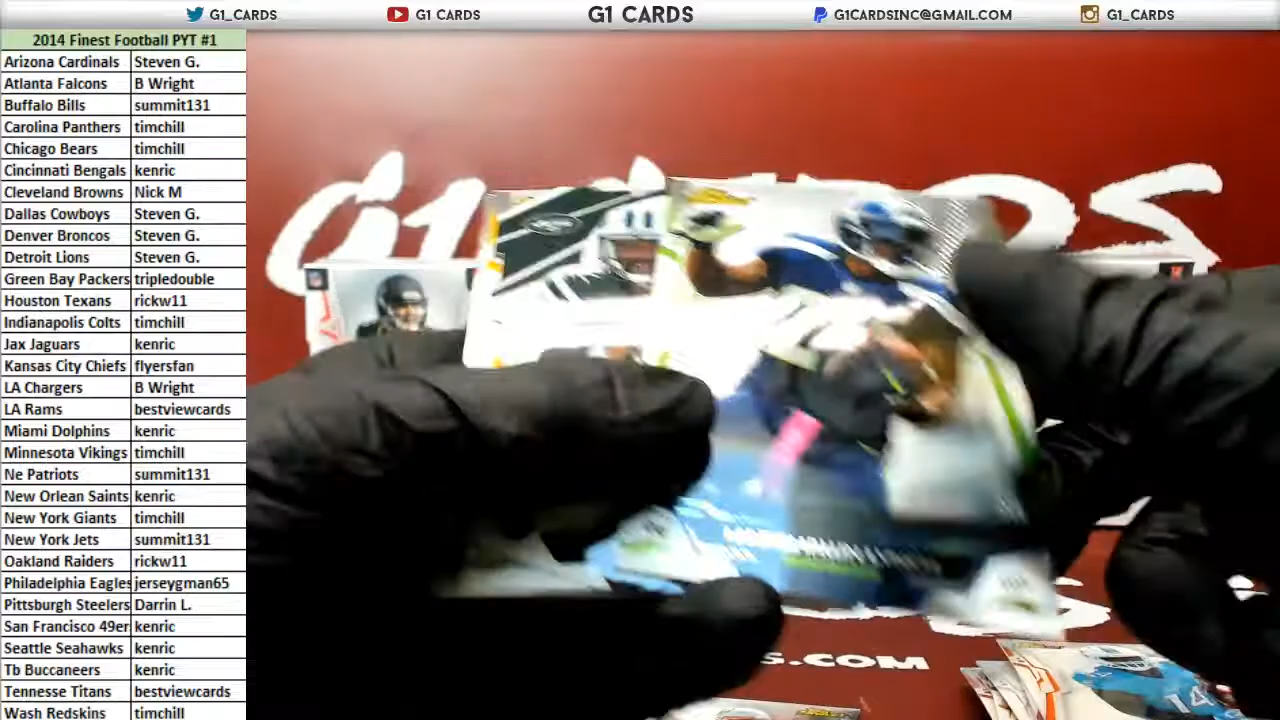 G1_CARDS
G1 CARDS
G1 CARDS
G1CARDSINC@GMAIL.COM
G1_CARDS
2014 Finest Football PYT #1
Arizona Cardinals Steven G.
Atlanta Falcons B Wright
Buffalo Bills summit131
Carolina Panthers timchill
Chicago Bears timchill
Cincinnati Bengals kenric
Cleveland Browns Nick M
Dallas Cowboys Steven G.
Denver Broncos Steven G.
Detroit Lions Steven G.
Green Bay Packers tripledouble
Houston Texans rickw11
Indianapolis Colts timchill
Jax Jaguars kenric
Kansas City Chiefs flyersfan
LA Chargers B Wright
LA Rams bestviewcards
Miami Dolphins kenric
Minnesota Vikings timchill
Ne Patriots summit131
New Orlean Saints kenric
New York Giants timchill
New York Jets summit131
Oakland Raiders rickw11
Philadelphia Eagles jerseygman65
Pittsburgh Steelers Darrin L.
San Francisco 49er kenric
Seattle Seahawks kenric
Tb Buccaneers kenric
Tennesse Titans bestviewcards
Wash Redskins timchill
S.COM
14